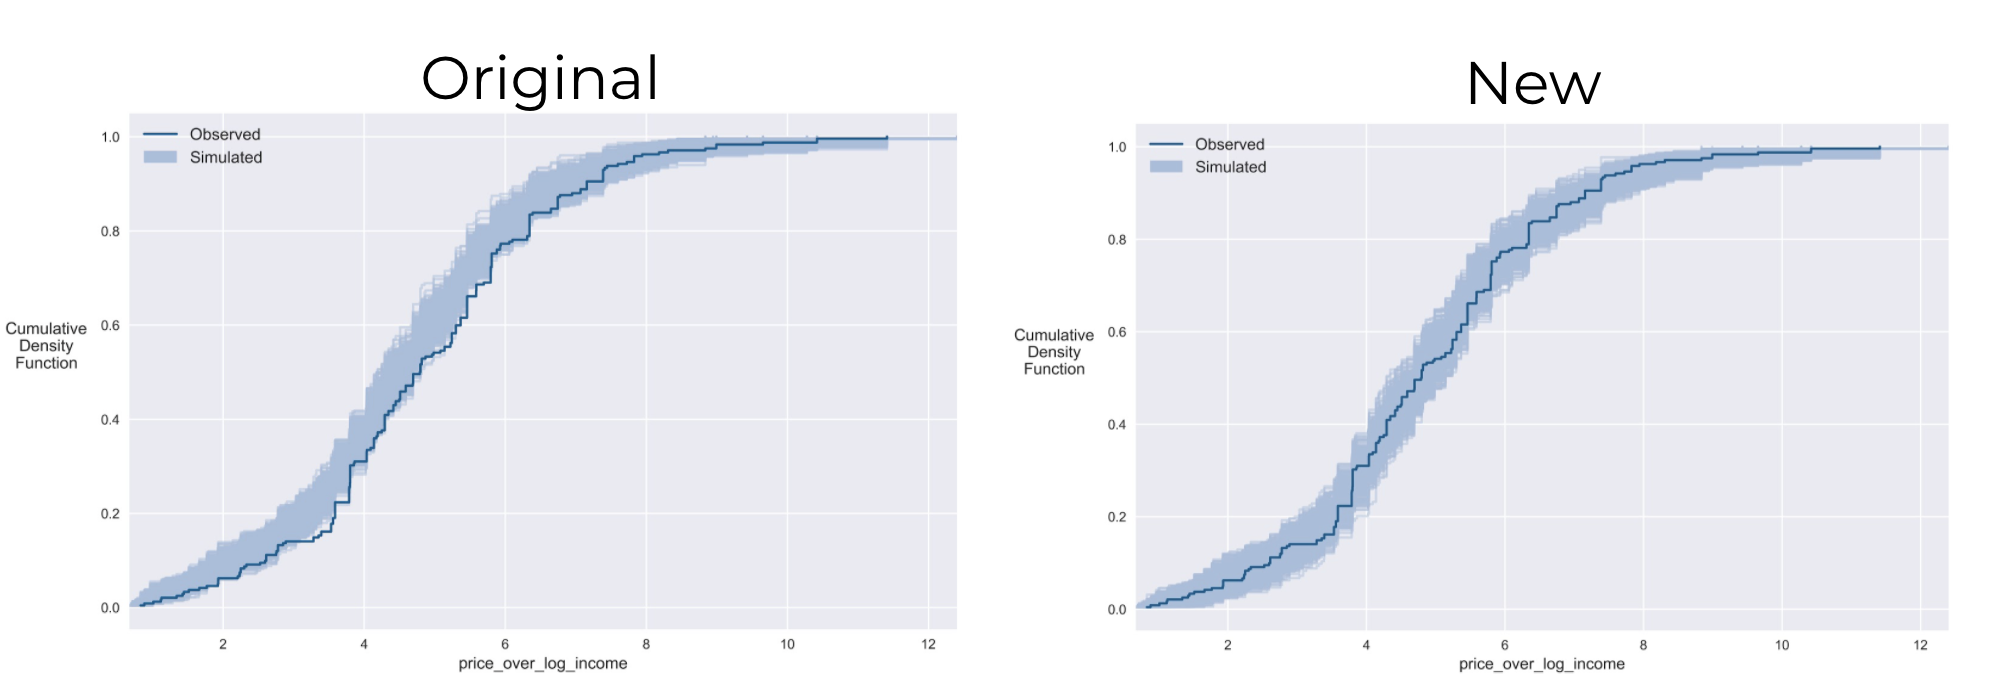 Original
1.0
0.8
0.6
0.4
0.2
0.0
Observed
Simulated
Cumulative
Density
Function
2 4 6 8 10 12
price_over_log_income
New
1.0
0.8
0.6
0.4
0.2
0.0
Observed
Simulated
Cumulative
Density
Function
2 4 6 8 10 12
price_over_log_income